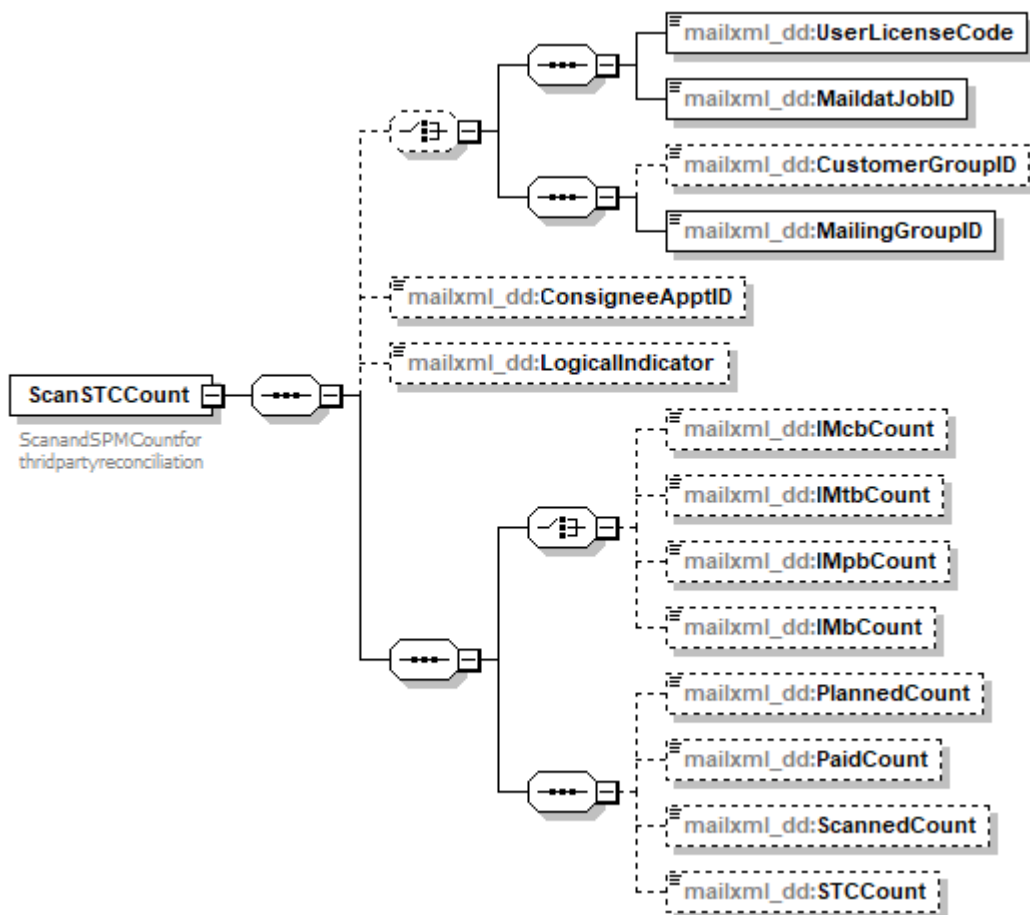 mailxml_dd:UserLicenseCode
mailxml_dd:MaildatJobID
mailxml_dd:CustomerGroupID
mailxml_dd:MailingGroupID
mailxml_dd:ConsigneeApptID
mailxml_dd:LogicalIndicator
ScanSTCCount
ScanandSPMCountfor
thridpartyreconciliation
mailxml_dd:IMcbCount
mailxml_dd:IMtbCount
mailxml_dd:IMpbCount
mailxml_dd:IMbCount
mailxml_dd:PlannedCount
mailxml_dd:PaidCount
mailxml_dd:ScannedCount
mailxml_dd:STCCount